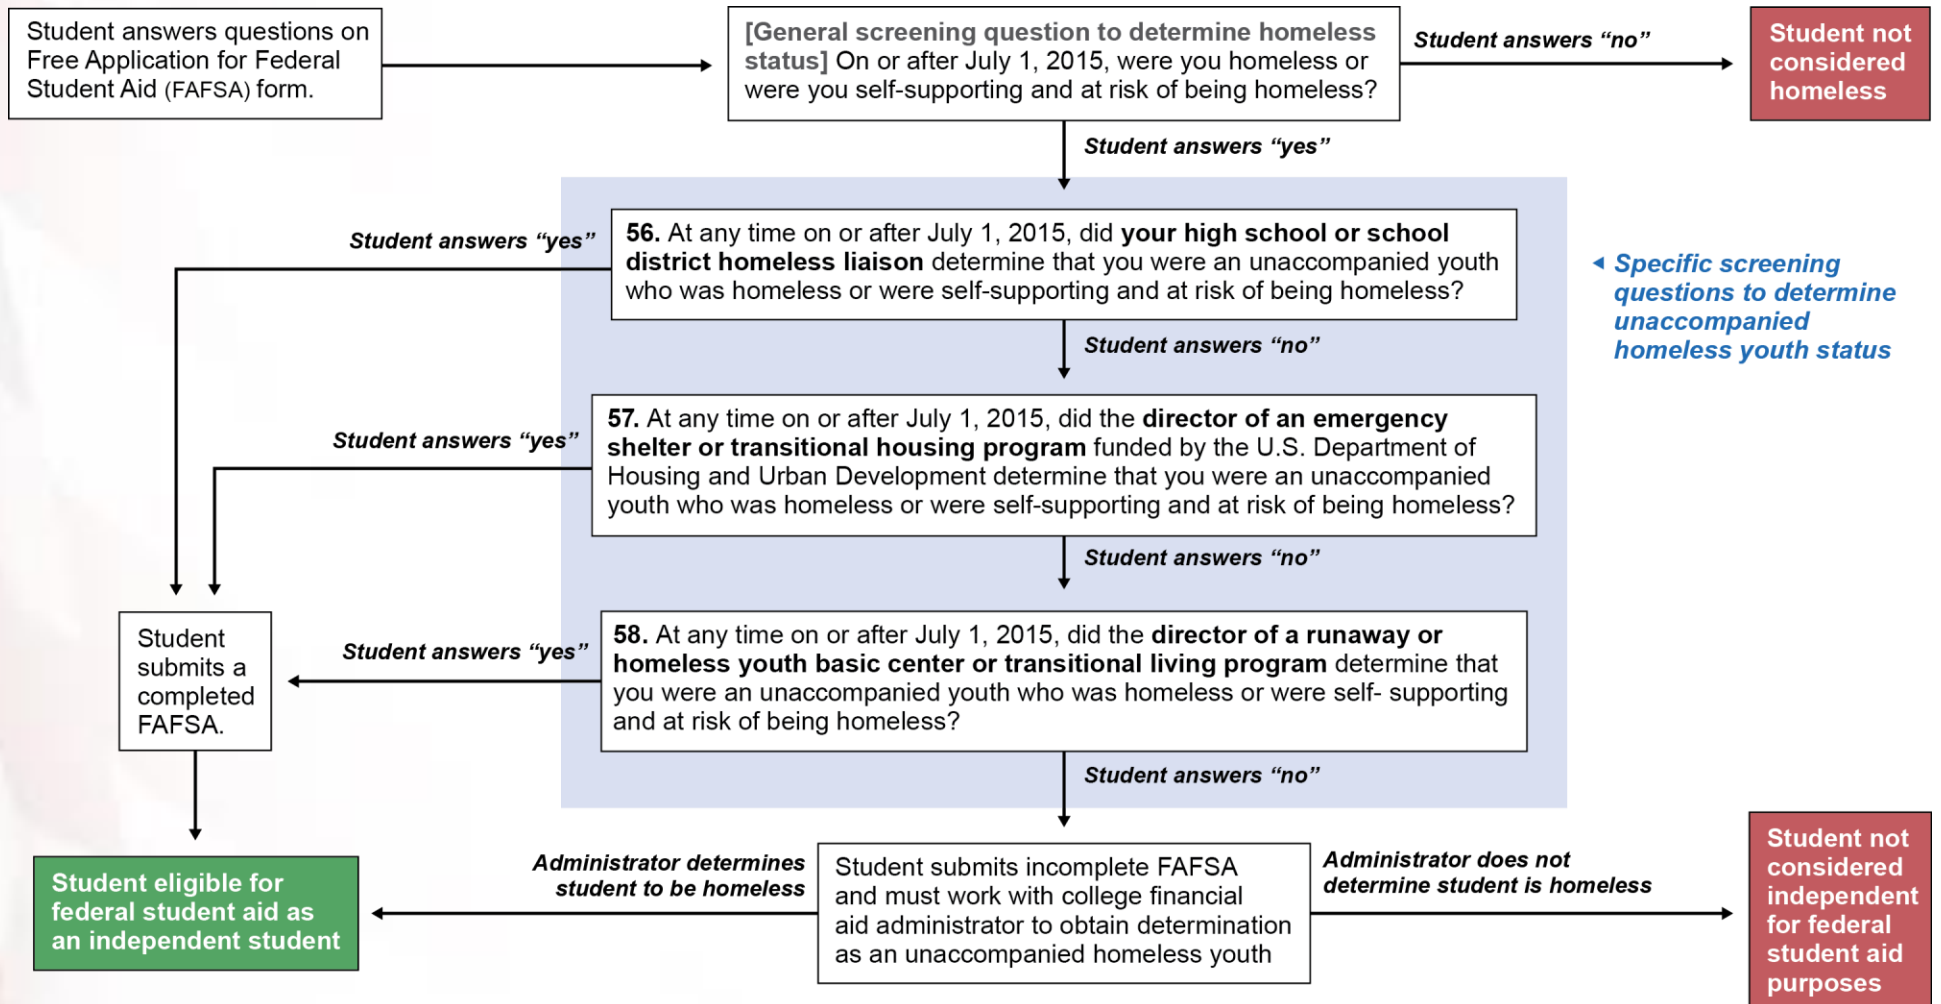 Student answers questions on
Free Application for Federal
Student Aid (FAFSA) form.
[General screening question to determine homeless
status] On or after July 1, 2015, were you homeless or
were you self-supporting and at risk of being homeless?
Student answers “no”
Student not
considered
homeless
Student answers “yes”
Student answers “yes”
56. At any time on or after July 1, 2015, did your high school or school
district homeless liaison determine that you were an unaccompanied youth
who was homeless or were self-supporting and at risk of being homeless?
◂ Specific screening
questions to determine
unaccompanied
homeless youth status
Student answers “no”
Student answers “yes”
57. At any time on or after July 1, 2015, did the director of an emergency
shelter or transitional housing program funded by the U.S. Department of
Housing and Urban Development determine that you were an unaccompanied
youth who was homeless or were self-supporting and at risk of being homeless?
Student answers “no”
Student
submits a
completed
FAFSA.
Student answers “yes”
58. At any time on or after July 1, 2015, did the director of a runaway or
homeless youth basic center or transitional living program determine that
you were an unaccompanied youth who was homeless or were self- supporting
and at risk of being homeless?
Student answers “no”
Student eligible for
federal student aid as
an independent student
Administrator determines
student to be homeless
Student submits incomplete FAFSA
and must work with college financial
aid administrator to obtain determination
as an unaccompanied homeless youth
Administrator does not
determine student is homeless
Student not
considered
independent
for federal
student aid
purposes